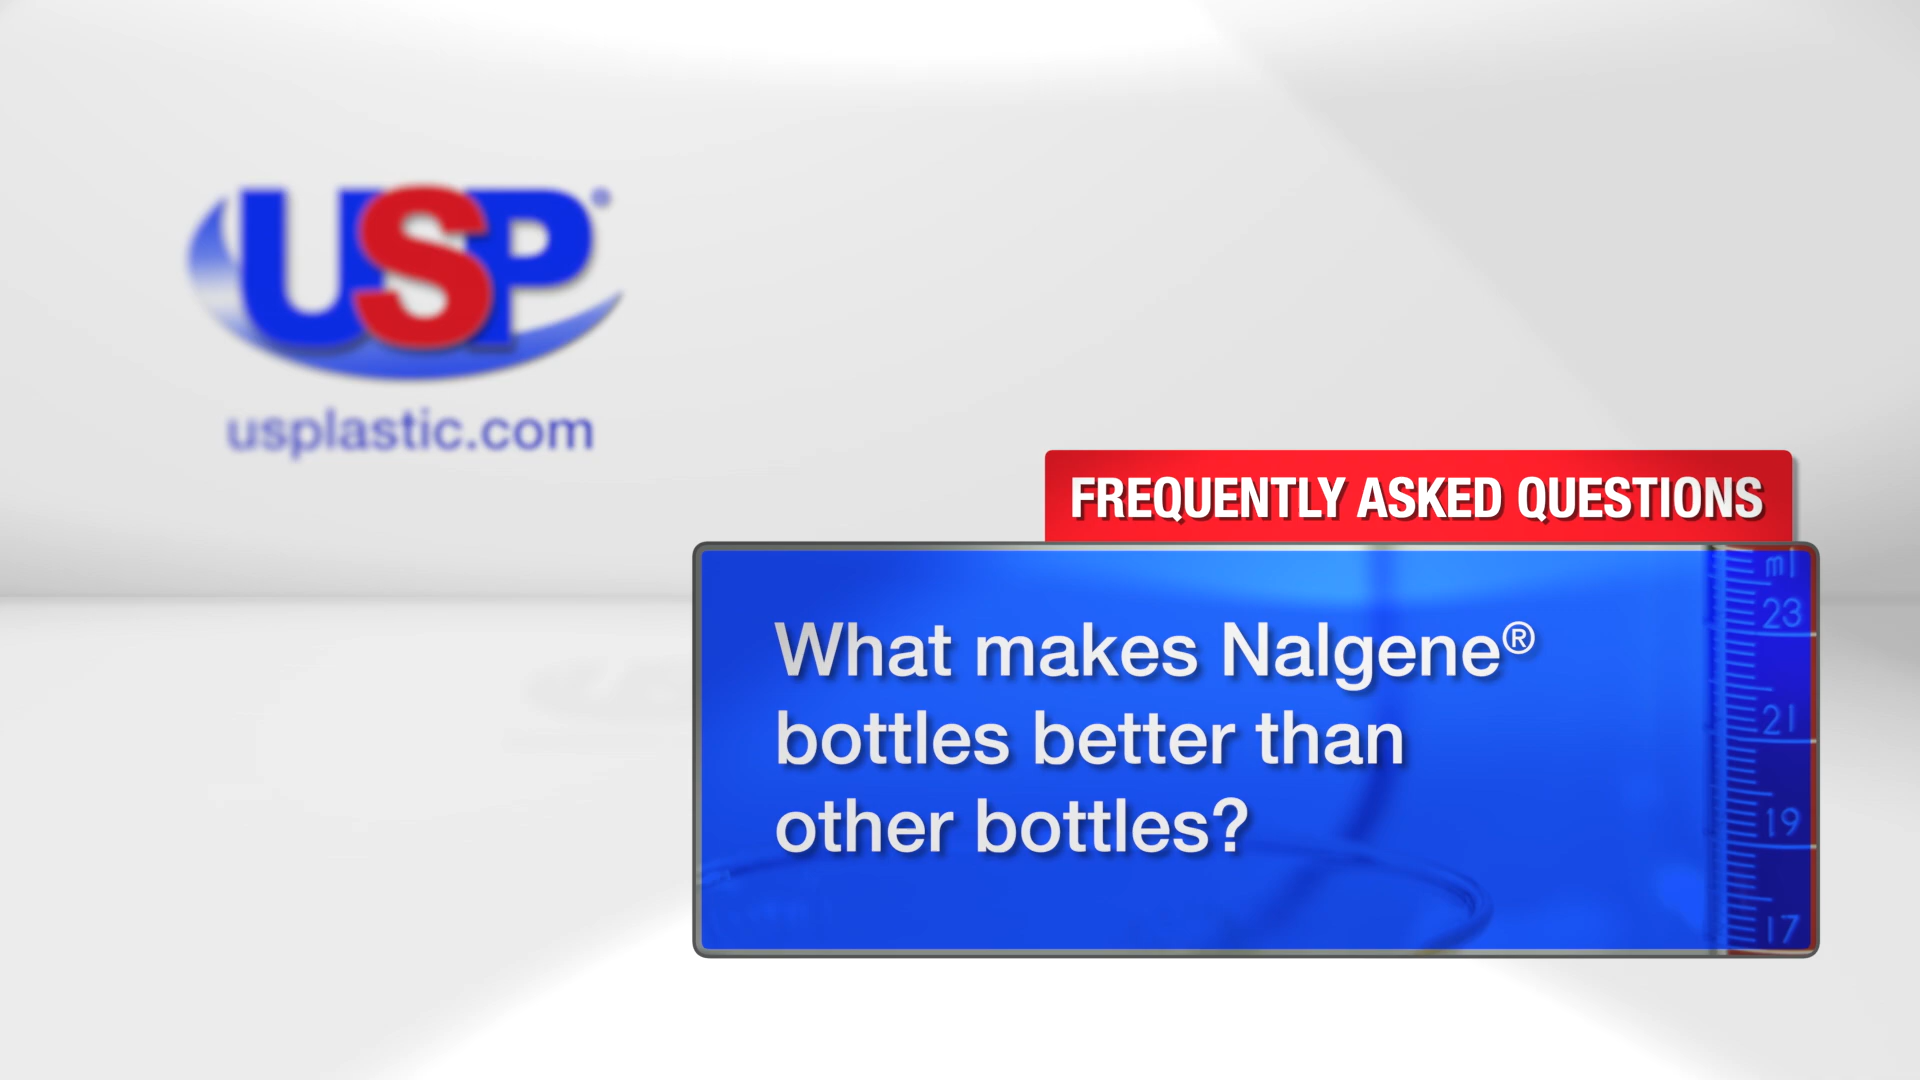 USP®
usplastic.com
FREQUENTLY ASKED QUESTIONS
What makes Nalgene®
bottles better than
other bottles?
ml
23
21
19
17